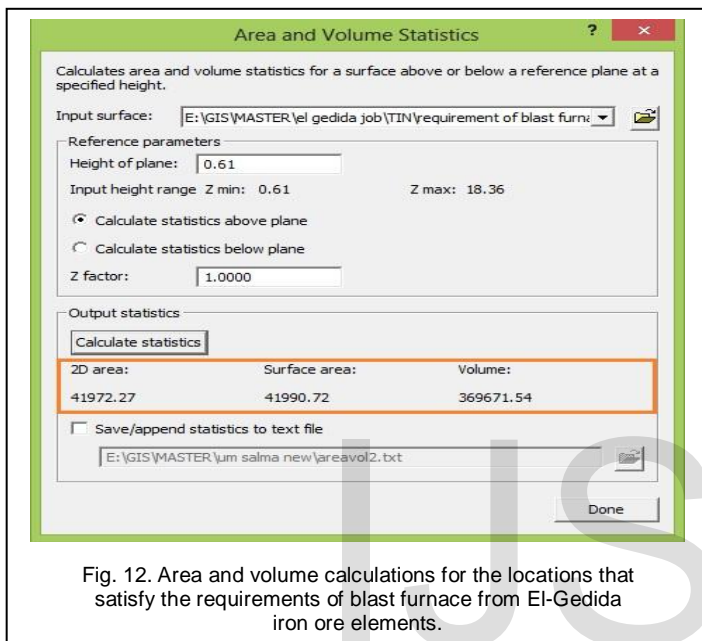 Area and Volume Statistics ? ×
Calculates area and volume statistics for a surface above or below a reference plane at a
specified height.
Input surface: E:\GIS\MASTER\el gedida job\TIN\requirement of blast furna
Reference parameters
Height of plane: 0.61
Input height range Z min: 0.61 Z max: 18.36
Calculate statistics above plane
Calculate statistics below plane
Z factor: 1.0000
Output statistics
Calculate statistics
2D area: Surface area: Volume:
41972.27 41990.72 369671.54
Save/append statistics to text file
E:\GIS\MASTER\um salma new\areavol2.txt
Done
IJS
Fig. 12. Area and volume calculations for the locations that
satisfy the requirements of blast furnace from El-Gedida
iron ore elements.